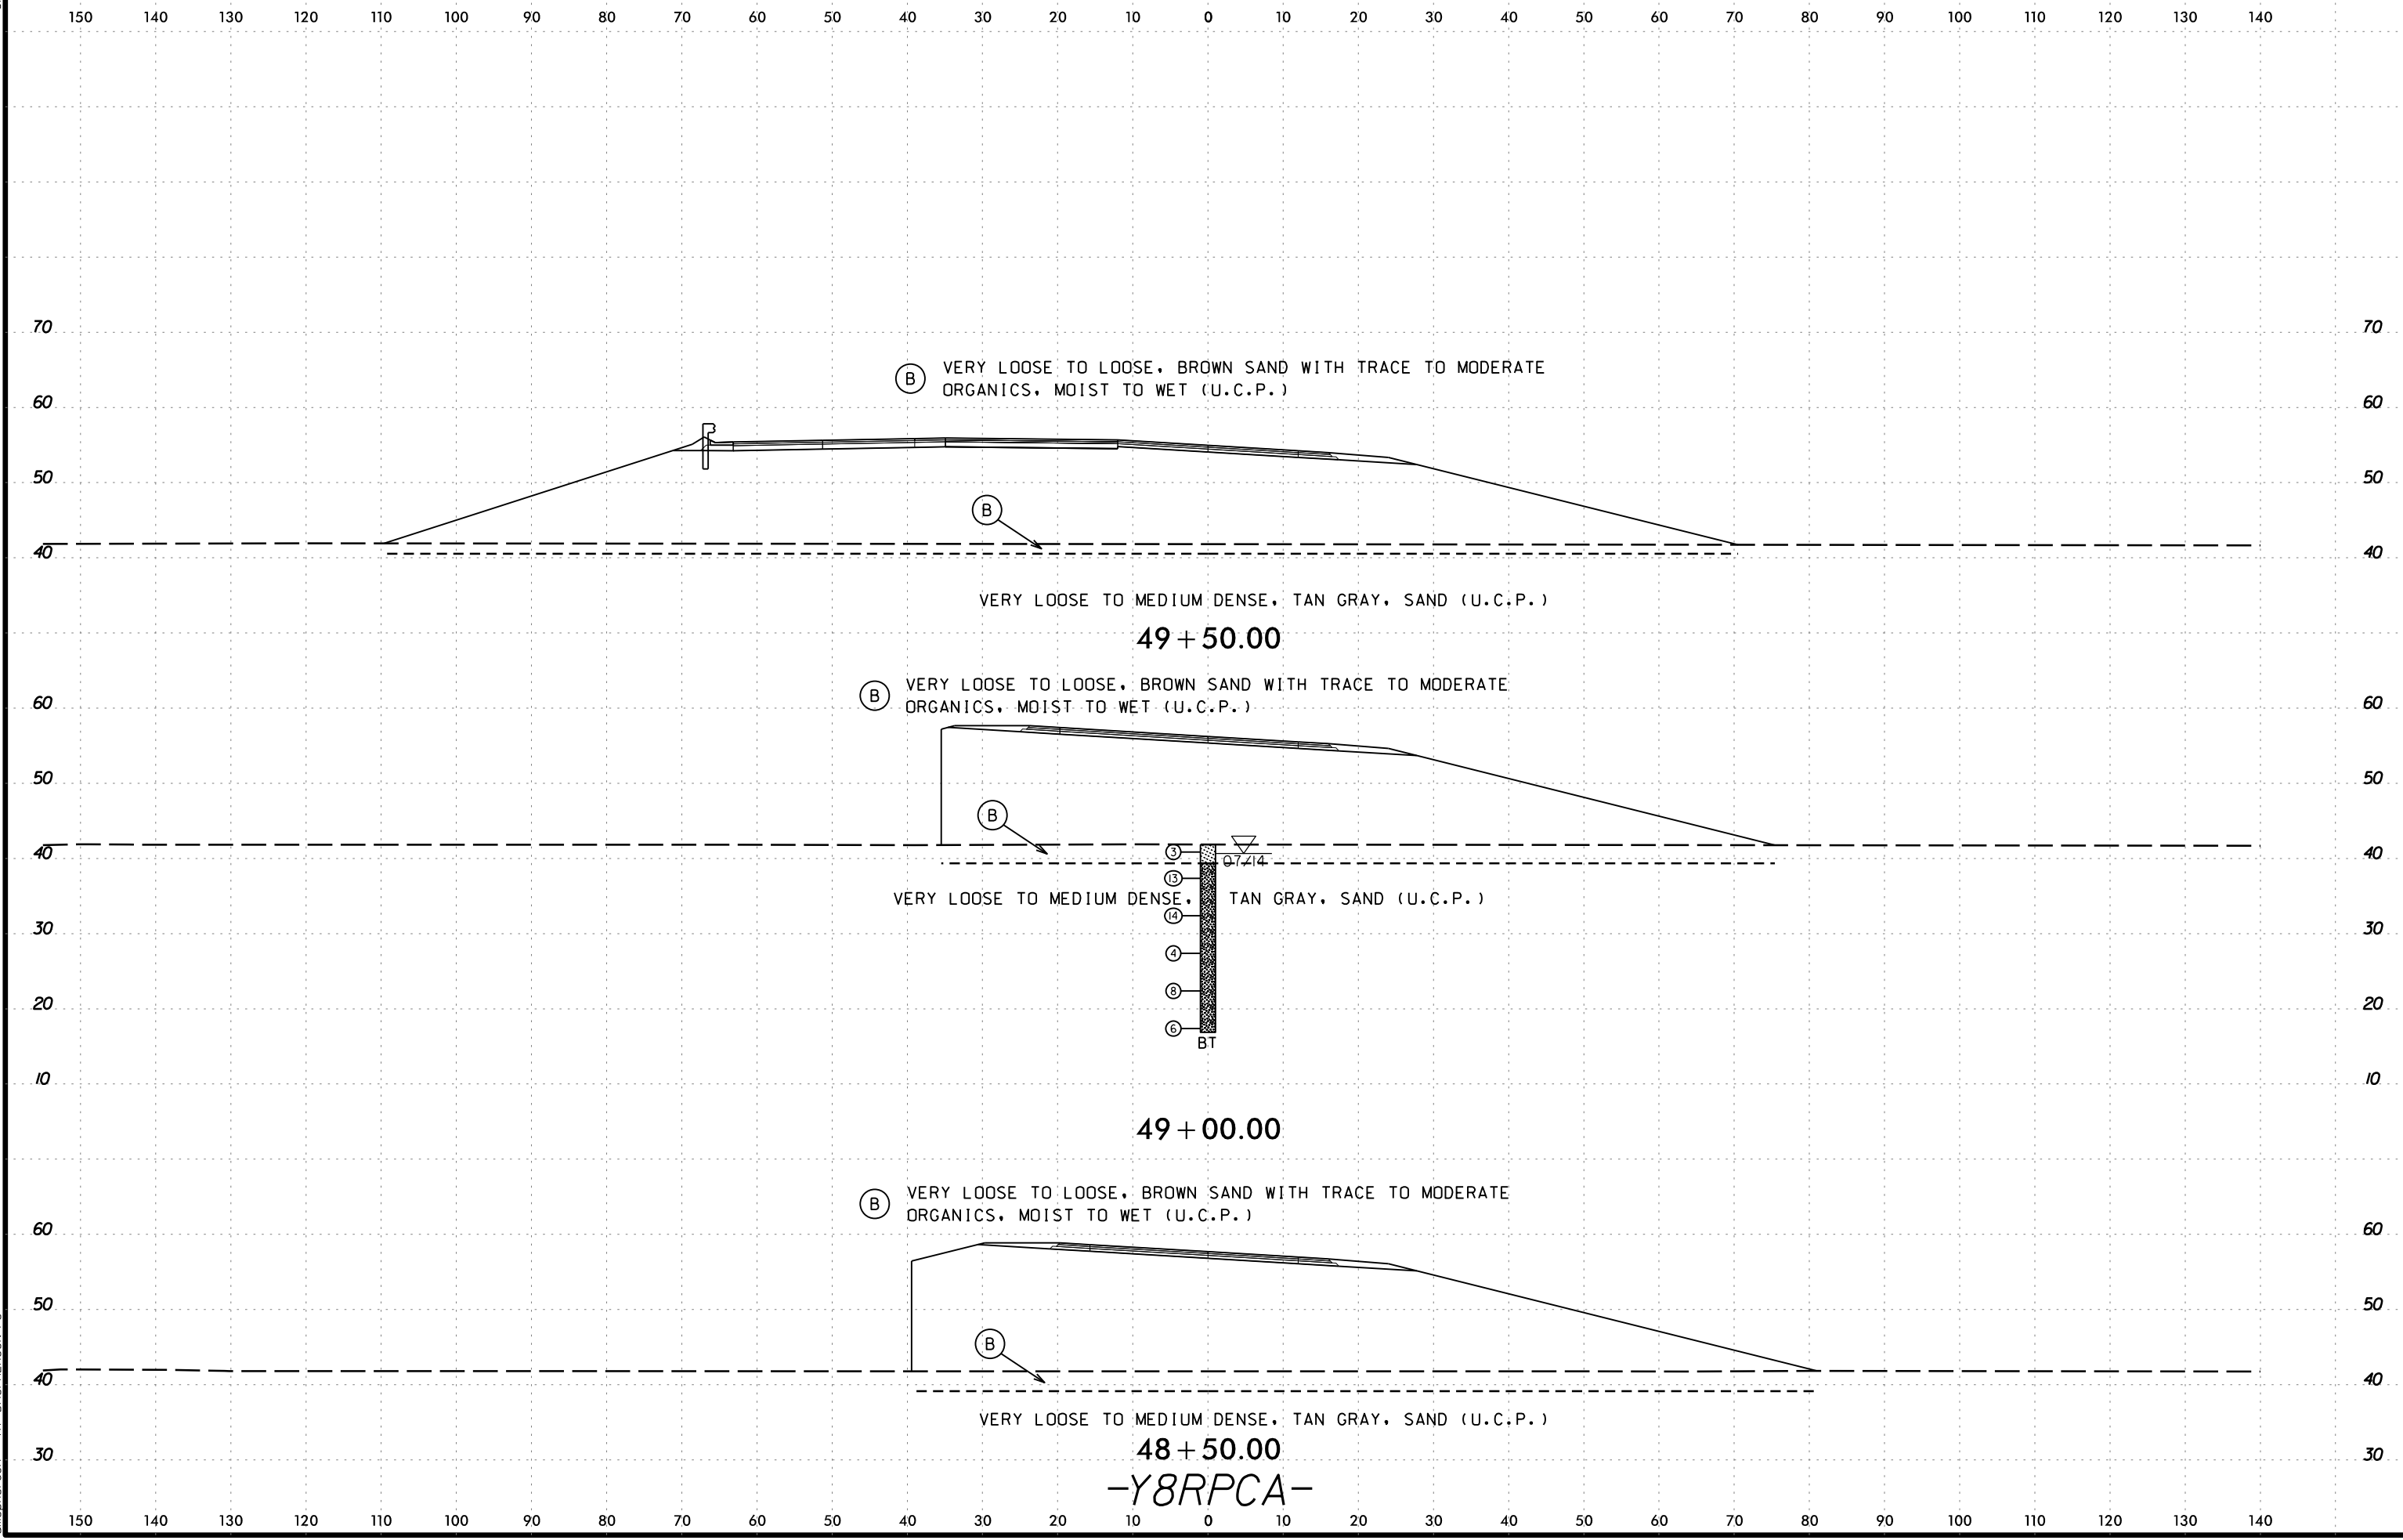 150 140 130 120 110 100 90 80 70 60 50 40 30 20 10 0 10 20 30 40 50 60 70 80 90 100 110 120 130 140
70 70
B VERY LOOSE TO LOOSE, BROWN SAND WITH TRACE TO MODERATE
60 ORGANICS, MOIST TO WET (U.C.P.) 60
50 50
B
40 40
VERY LOOSE TO MEDIUM DENSE, TAN GRAY, SAND (U.C.P.)
49+50.00
B VERY LOOSE TO LOOSE, BROWN SAND WITH TRACE TO MODERATE
60 ORGANICS, MOIST TO WET (U.C.P.) 60
50 50
B
40 3 40
07/14
13
VERY LOOSE TO MEDIUM DENSE, TAN GRAY, SAND (U.C.P.)
14
30 30
4
8
20 20
6
BT
10 10
49+00.00
B VERY LOOSE TO LOOSE, BROWN SAND WITH TRACE TO MODERATE
ORGANICS, MOIST TO WET (U.C.P.)
60 60
50 50
B
40 40
VERY LOOSE TO MEDIUM DENSE, TAN GRAY, SAND (U.C.P.)
48+50.00
30 30
-Y8RPCA-
150 140 130 120 110 100 90 80 70 60 50 40 30 20 10 0 10 20 30 40 50 60 70 80 90 100 110 120 130 140